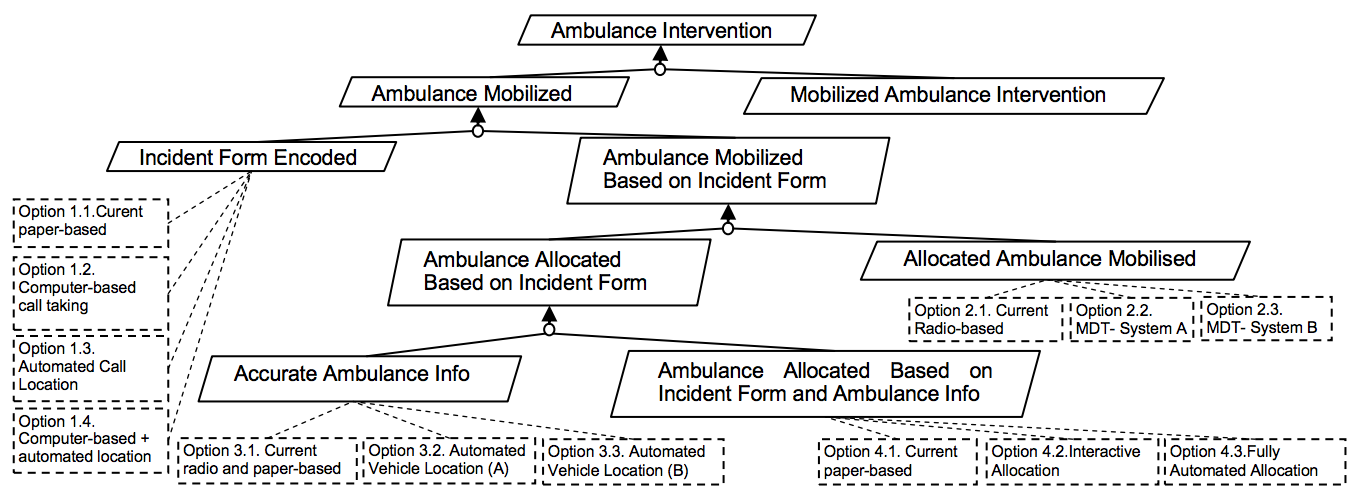 Ambulance Intervention
Ambulance Mobilized
Mobilized Ambulance Intervention
Incident Form Encoded
Ambulance Mobilized
Based on Incident Form
Option 1.1.Curent
paper-based
Option 1.2.
Computer-based
call taking
Option 1.3.
Automated Call
Location
Option 1.4.
Computer-based +
automated location
Ambulance Allocated
Based on Incident Form
Allocated Ambulance Mobilised
Option 2.1. Current
Radio-based
Option 2.2.
MDT- System A
Option 2.3.
MDT- System B
Accurate Ambulance Info
Ambulance Allocated Based on
Incident Form and Ambulance Info
Option 3.1. Current
radio and paper-based
Option 3.2. Automated
Vehicle Location (A)
Option 3.3. Automated
Vehicle Location (B)
Option 4.1. Current
paper-based
Option 4.2.Interactive
Allocation
Option 4.3.Fully
Automated Allocation